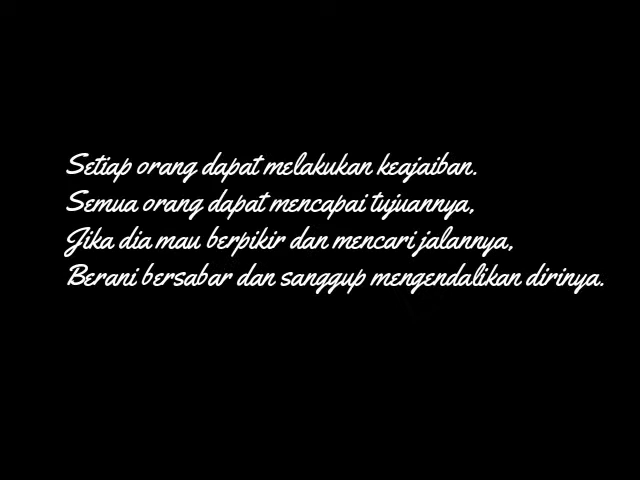 Setiap orang dapat melakukan keajaiban.
Semua orang dapat mencapai tujuannya,
Jika dia mau berpikir dan mencari jalannya,
Berani bersabar dan sanggup mengendalikan dirinya.